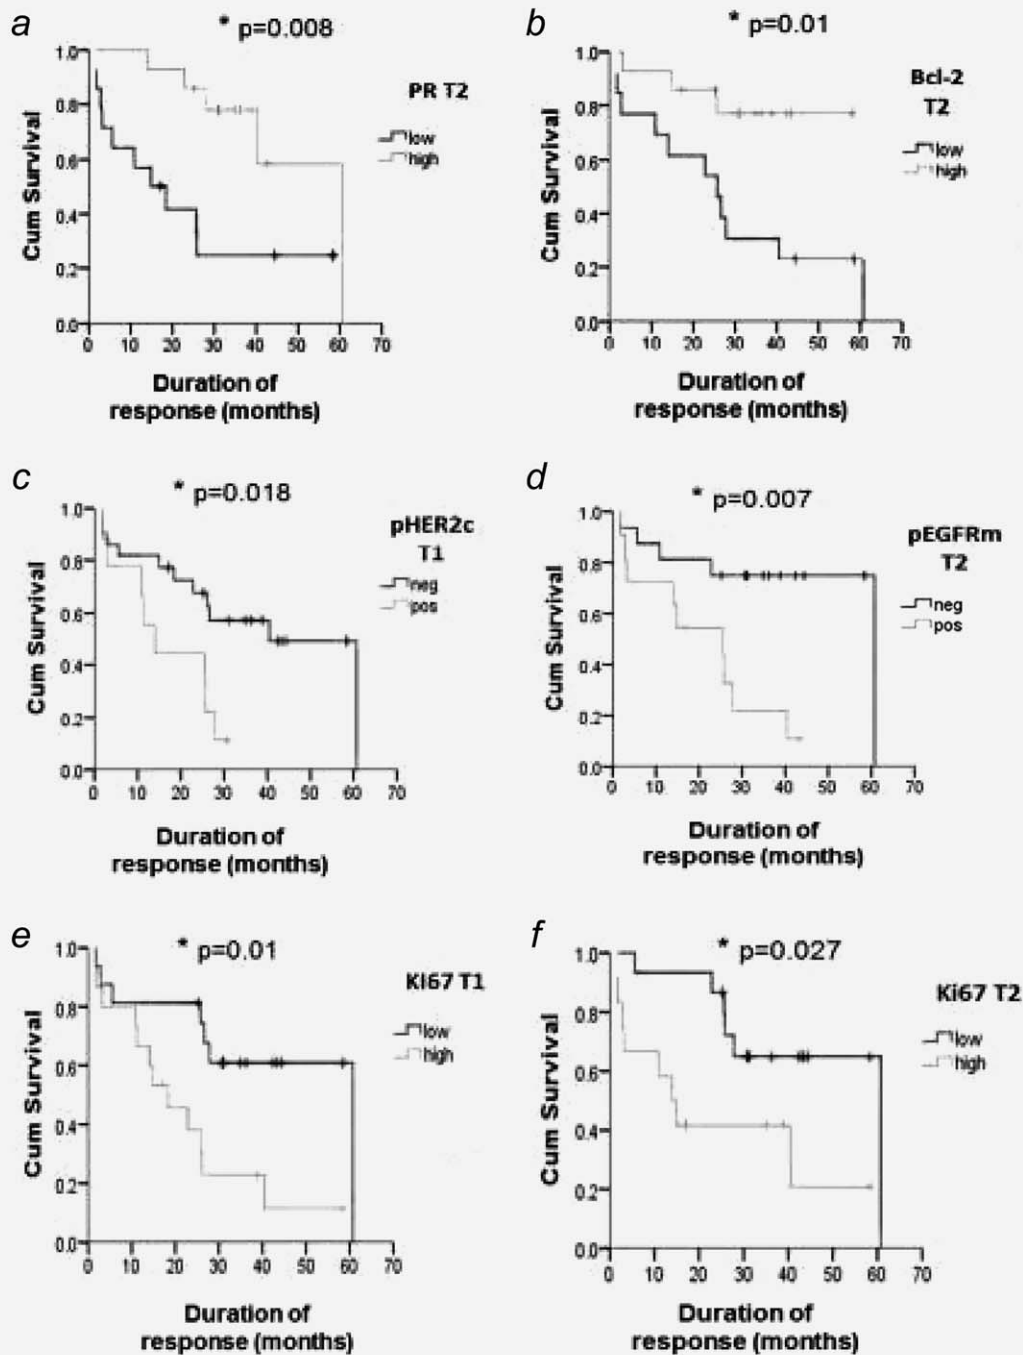 a
* p=0.008
PR T2
low
high
Cum Survival
1.0
0.8
0.6
0.4
0.2
0.0
0 10 20 30 40 50 60 70
Duration of
response (months)
b
* p=0.01
Bcl-2
T2
low
high
Cum Survival
1.0
0.8
0.6
0.4
0.2
0.0
0 10 20 30 40 50 60 70
Duration of
response (months)
c
* p=0.018
pHER2c
T1
neg
pos
Cum Survival
1.0
0.8
0.6
0.4
0.2
0.0
0 10 20 30 40 50 60 70
Duration of
response (months)
d
* p=0.007
pEGFRm
T2
neg
pos
Cum Survival
1.0
0.8
0.6
0.4
0.2
0.0
0 10 20 30 40 50 60 70
Duration of
response (months)
e
* p=0.01
KI67 T1
low
high
Cum Survival
1.0
0.8
0.6
0.4
0.2
0.0
0 10 20 30 40 50 60 70
Duration of
response (months)
f
* p=0.027
Ki67 T2
low
high
Cum Survival
1.0
0.8
0.6
0.4
0.2
0.0
0 10 20 30 40 50 60 70
Duration of
response (months)